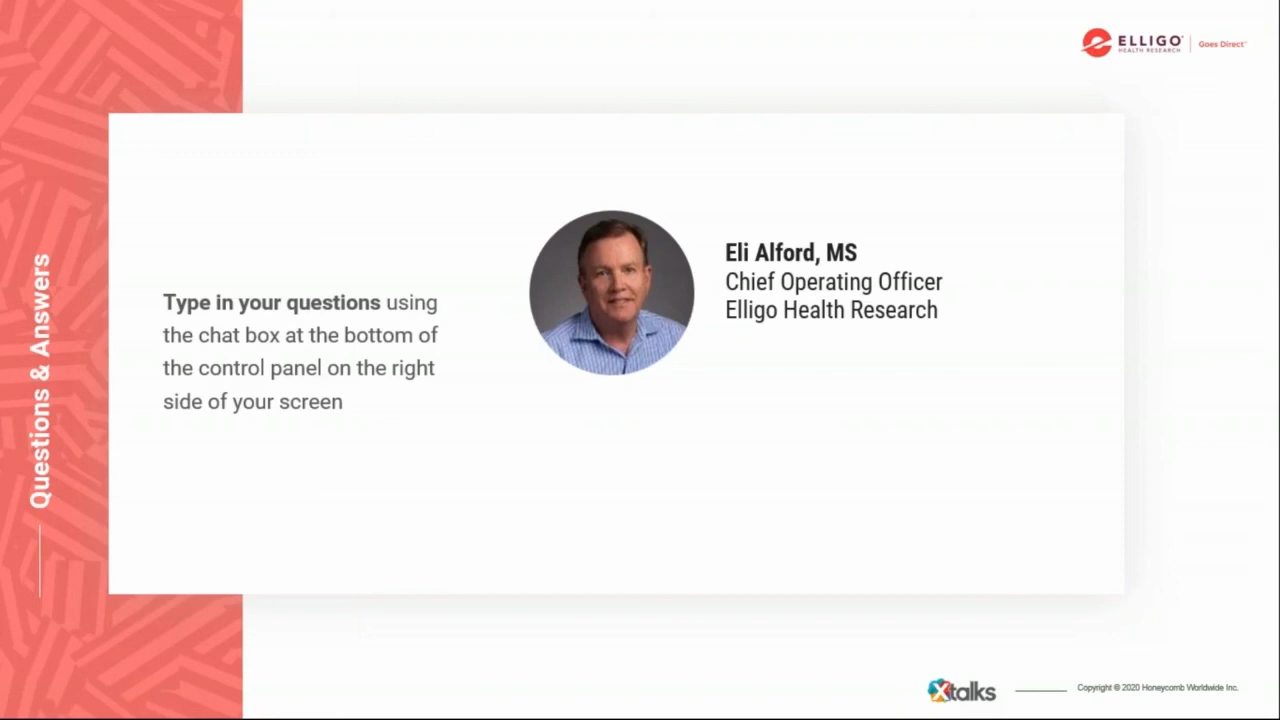 ELLIGO
HEALTH RESEARCH
Goes Direct
Questions & Answers
Type in your questions using
the chat box at the bottom of
the control panel on the right
side of your screen
Eli Alford, MS
Chief Operating Officer
Elligo Health Research
Xtalks
Copyright © 2020 Honeycomb Worldwide Inc.